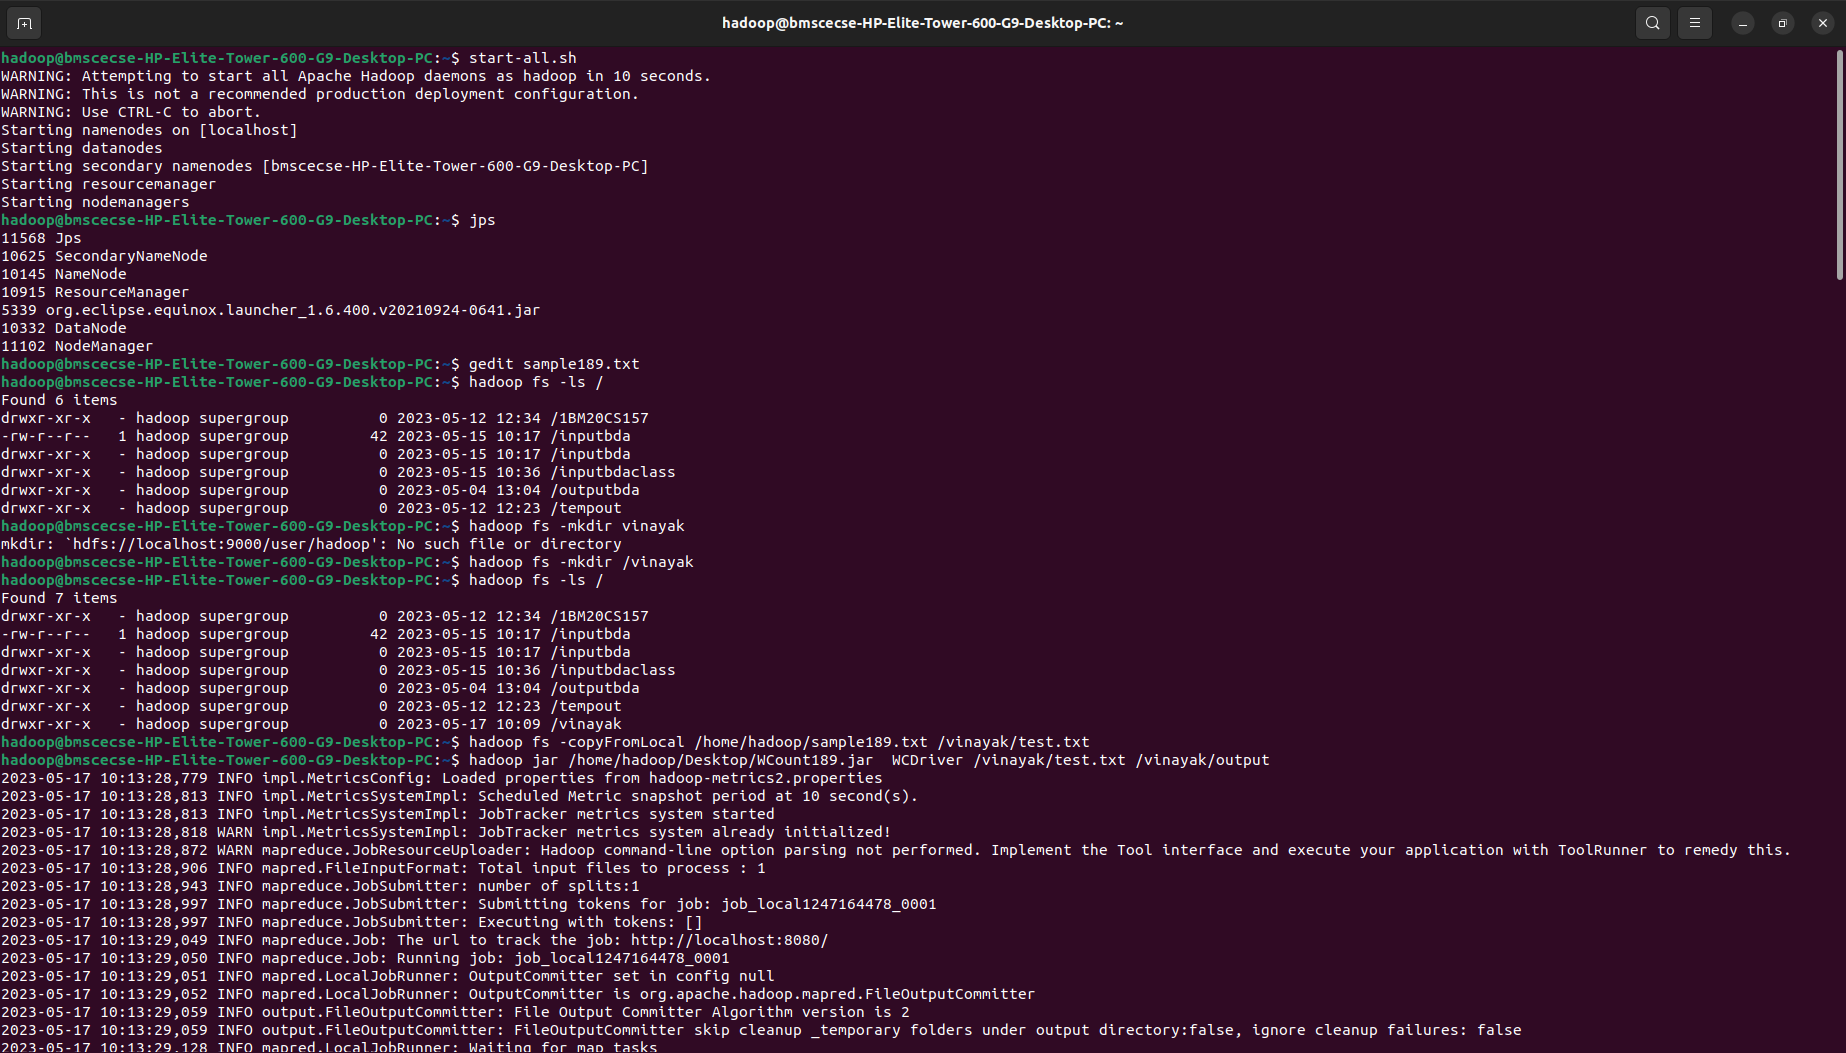 hadoop@bmscecse-HP-Elite-Tower-600-G9-Desktop-PC: ~
hadoop@bmscecse-HP-Elite-Tower-600-G9-Desktop-PC:~$ start-all.sh
WARNING: Attempting to start all Apache Hadoop daemons as hadoop in 10 seconds.
WARNING: This is not a recommended production deployment configuration.
WARNING: Use CTRL-C to abort.
Starting namenodes on [localhost]
Starting datanodes
Starting secondary namenodes [bmscecse-HP-Elite-Tower-600-G9-Desktop-PC]
Starting resourcemanager
Starting nodemanagers
hadoop@bmscecse-HP-Elite-Tower-600-G9-Desktop-PC:~$ jps
11568 Jps
10625 SecondaryNameNode
10145 NameNode
10915 ResourceManager
5339 org.eclipse.equinox.launcher_1.6.400.v20210924-0641.jar
10332 DataNode
11102 NodeManager
hadoop@bmscecse-HP-Elite-Tower-600-G9-Desktop-PC:~$ gedit sample189.txt
hadoop@bmscecse-HP-Elite-Tower-600-G9-Desktop-PC:~$ hadoop fs -ls /
Found 6 items
drwxr-xr-x   - hadoop supergroup          0 2023-05-12 12:34 /1BM20CS157
-rw-r--r--   1 hadoop supergroup         42 2023-05-15 10:17 /inputbda
drwxr-xr-x   - hadoop supergroup          0 2023-05-15 10:17 /inputbda
drwxr-xr-x   - hadoop supergroup          0 2023-05-15 10:36 /inputbdaclass
drwxr-xr-x   - hadoop supergroup          0 2023-05-04 13:04 /outputbda
drwxr-xr-x   - hadoop supergroup          0 2023-05-12 12:23 /tempout
hadoop@bmscecse-HP-Elite-Tower-600-G9-Desktop-PC:~$ hadoop fs -mkdir vinayak
mkdir: `hdfs://localhost:9000/user/hadoop': No such file or directory
hadoop@bmscecse-HP-Elite-Tower-600-G9-Desktop-PC:~$ hadoop fs -mkdir /vinayak
hadoop@bmscecse-HP-Elite-Tower-600-G9-Desktop-PC:~$ hadoop fs -ls /
Found 7 items
drwxr-xr-x   - hadoop supergroup          0 2023-05-12 12:34 /1BM20CS157
-rw-r--r--   1 hadoop supergroup         42 2023-05-15 10:17 /inputbda
drwxr-xr-x   - hadoop supergroup          0 2023-05-15 10:17 /inputbda
drwxr-xr-x   - hadoop supergroup          0 2023-05-15 10:36 /inputbdaclass
drwxr-xr-x   - hadoop supergroup          0 2023-05-04 13:04 /outputbda
drwxr-xr-x   - hadoop supergroup          0 2023-05-12 12:23 /tempout
drwxr-xr-x   - hadoop supergroup          0 2023-05-17 10:09 /vinayak
hadoop@bmscecse-HP-Elite-Tower-600-G9-Desktop-PC:~$ hadoop fs -copyFromLocal /home/hadoop/sample189.txt /vinayak/test.txt
hadoop@bmscecse-HP-Elite-Tower-600-G9-Desktop-PC:~$ hadoop jar /home/hadoop/Desktop/WCount189.jar  WCDriver /vinayak/test.txt /vinayak/output
2023-05-17 10:13:28,779 INFO impl.MetricsConfig: Loaded properties from hadoop-metrics2.properties
2023-05-17 10:13:28,813 INFO impl.MetricsSystemImpl: Scheduled Metric snapshot period at 10 second(s).
2023-05-17 10:13:28,813 INFO impl.MetricsSystemImpl: JobTracker metrics system started
2023-05-17 10:13:28,818 WARN impl.MetricsSystemImpl: JobTracker metrics system already initialized!
2023-05-17 10:13:28,872 WARN mapreduce.JobResourceUploader: Hadoop command-line option parsing not performed. Implement the Tool interface and execute your application with ToolRunner to remedy this.
2023-05-17 10:13:28,906 INFO mapred.FileInputFormat: Total input files to process : 1
2023-05-17 10:13:28,943 INFO mapreduce.JobSubmitter: number of splits:1
2023-05-17 10:13:28,997 INFO mapreduce.JobSubmitter: Submitting tokens for job: job_local1247164478_0001
2023-05-17 10:13:28,997 INFO mapreduce.JobSubmitter: Executing with tokens: []
2023-05-17 10:13:29,049 INFO mapreduce.Job: The url to track the job: http://localhost:8080/
2023-05-17 10:13:29,050 INFO mapreduce.Job: Running job: job_local1247164478_0001
2023-05-17 10:13:29,051 INFO mapred.LocalJobRunner: OutputCommitter set in config null
2023-05-17 10:13:29,052 INFO mapred.LocalJobRunner: OutputCommitter is org.apache.hadoop.mapred.FileOutputCommitter
2023-05-17 10:13:29,059 INFO output.FileOutputCommitter: File Output Committer Algorithm version is 2
2023-05-17 10:13:29,059 INFO output.FileOutputCommitter: FileOutputCommitter skip cleanup _temporary folders under output directory:false, ignore cleanup failures: false
2023-05-17 10:13:29,128 INFO mapred.LocalJobRunner: Waiting for map tasks